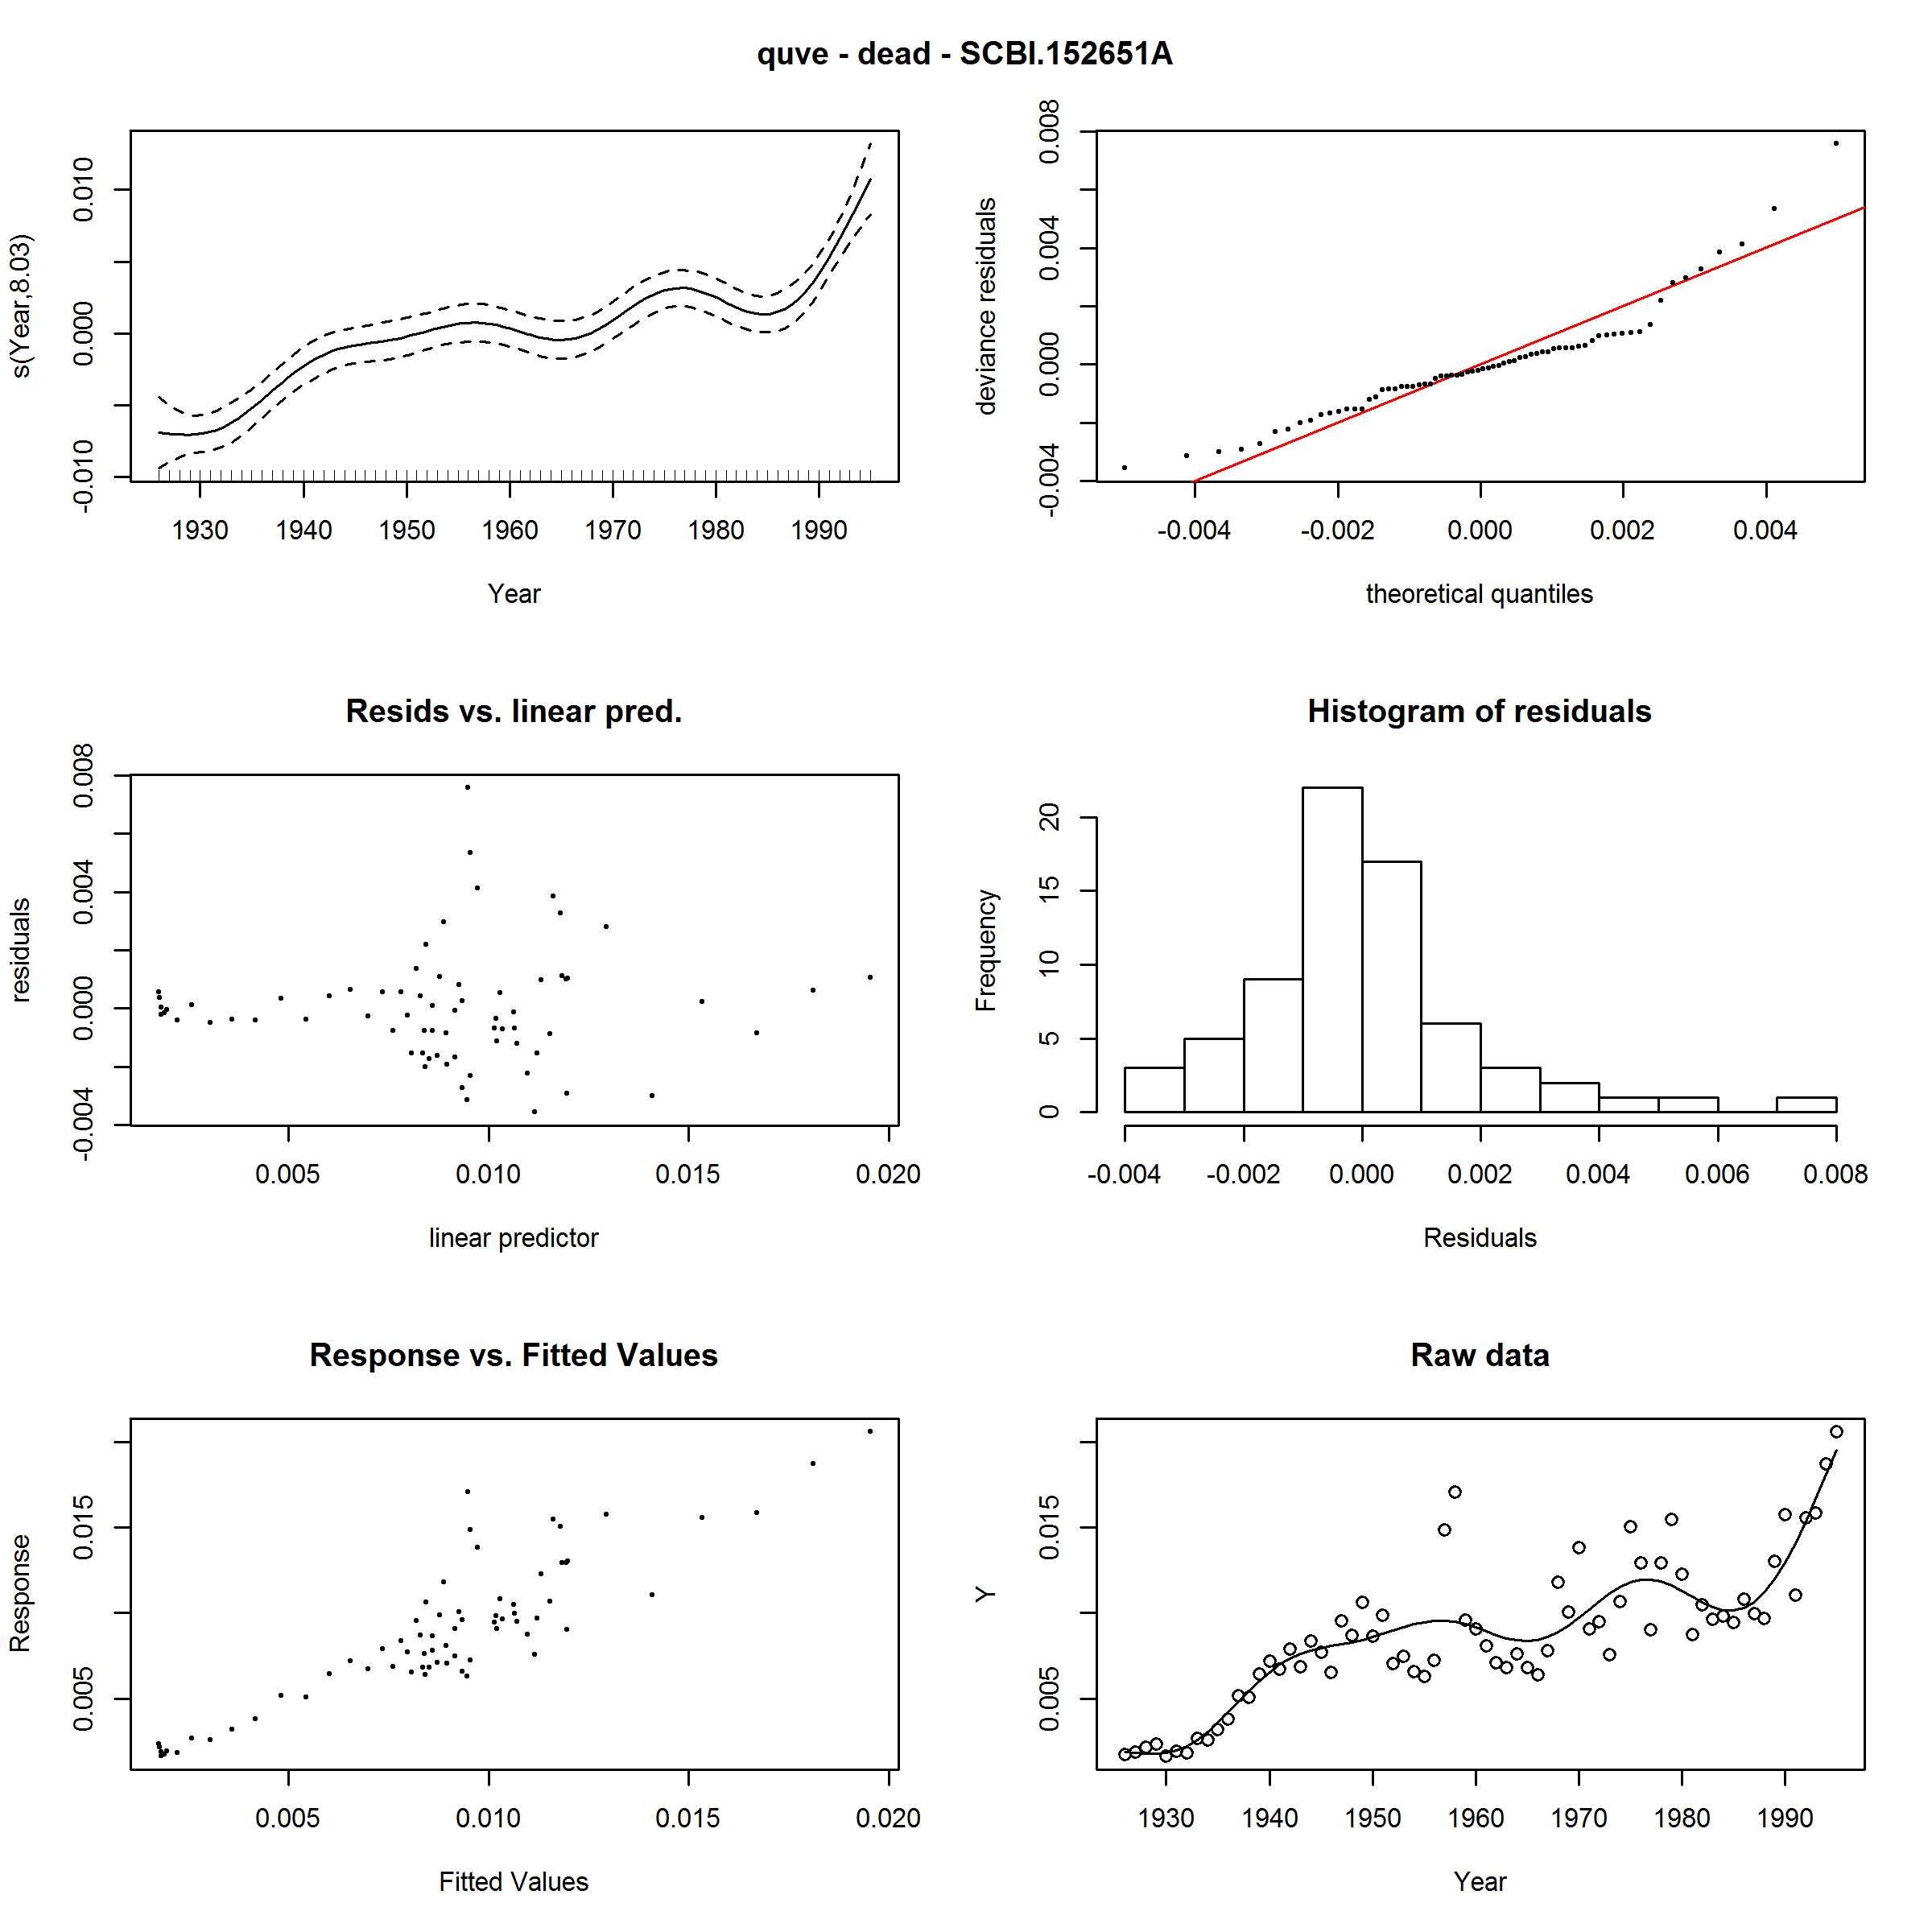 quve - dead - SCBI.152651A
s(Year,8.03)
-0.010 0.000 0.010
1930 1940 1950 1960 1970 1980 1990
Year
deviance residuals
-0.004 0.000 0.004 0.008
-0.004 -0.002 0.000 0.002 0.004
theoretical quantiles
Resids vs. linear pred.
residuals
-0.004 0.000 0.004 0.008
0.005 0.010 0.015 0.020
linear predictor
Histogram of residuals
Frequency
0 5 10 15 20
-0.004 -0.002 0.000 0.002 0.004 0.006 0.008
Residuals
Response vs. Fitted Values
Response
0.005 0.015
0.005 0.010 0.015 0.020
Fitted Values
Raw data
Y
0.005 0.015
1930 1940 1950 1960 1970 1980 1990
Year